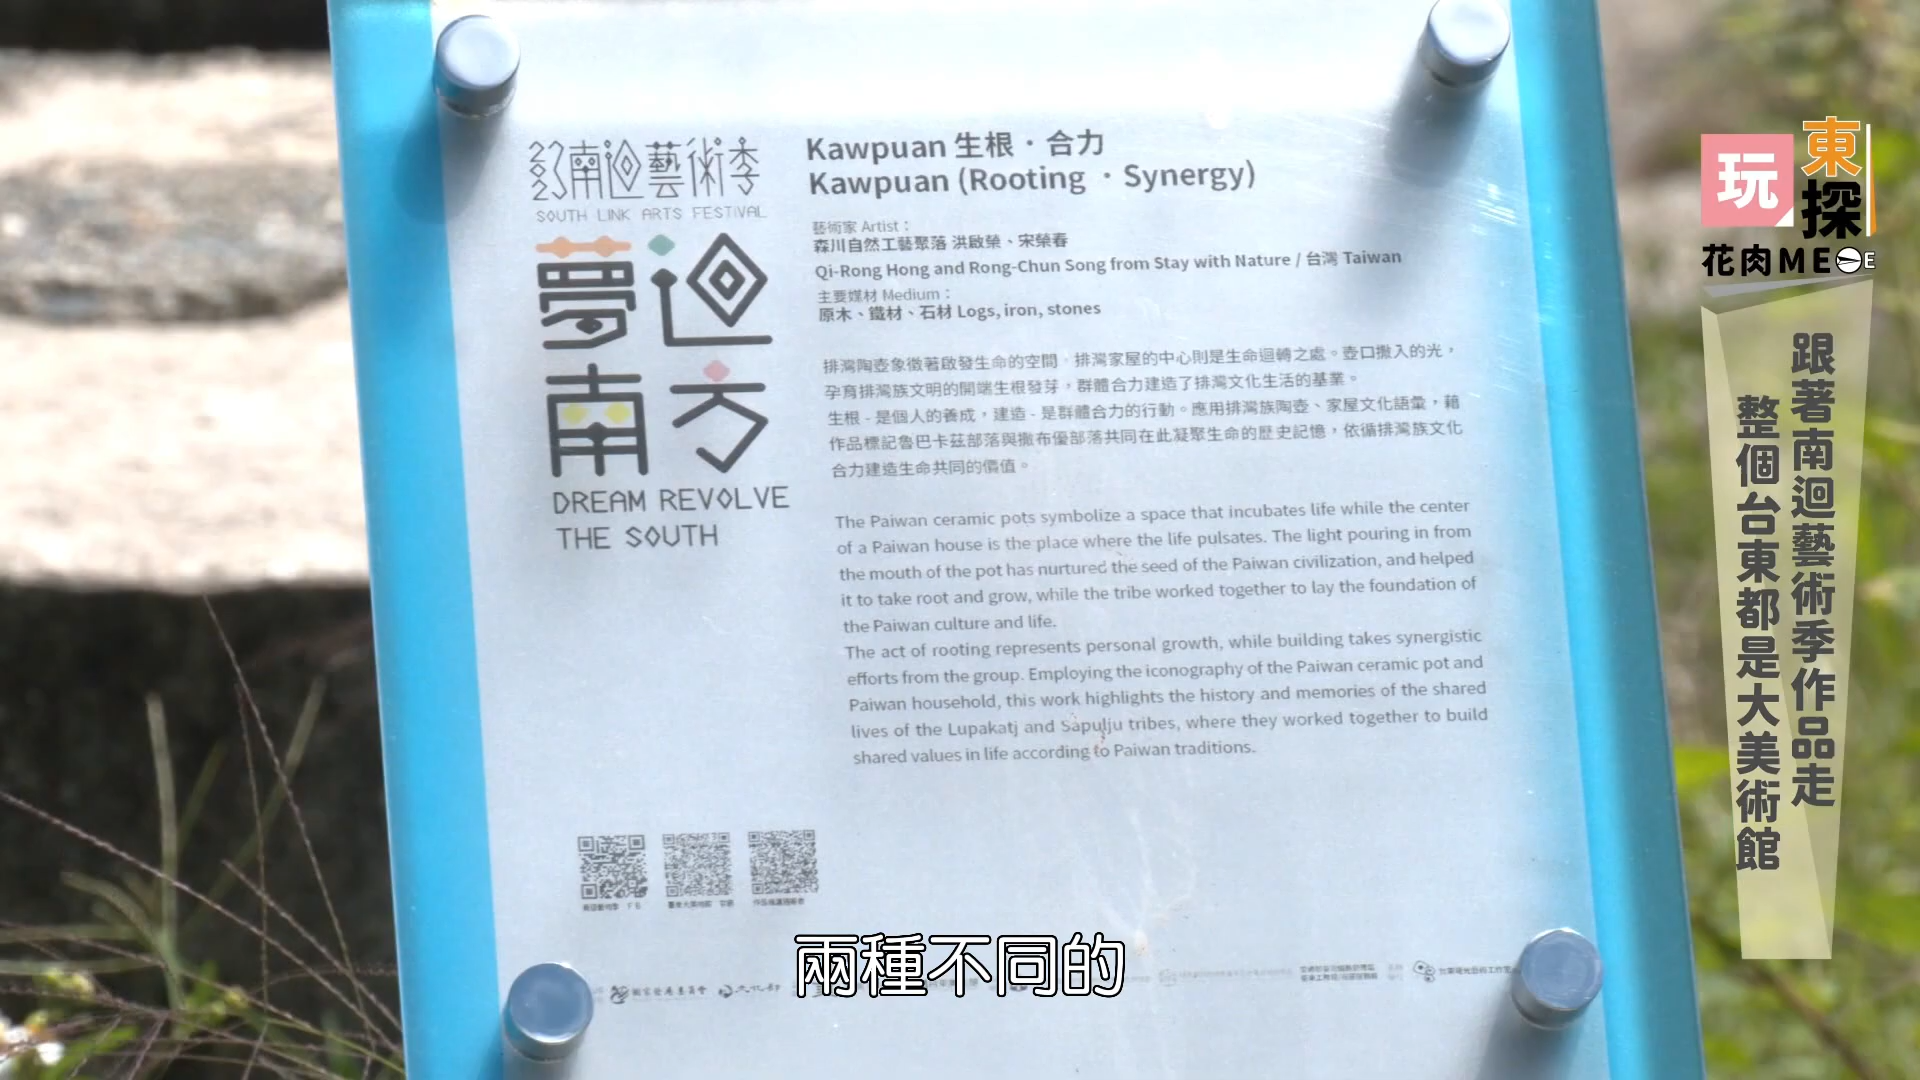 2023南迴藝術季
SOUTH LINK ARTS FESTIVAL
夢迴
南方
DREAM REVOLVE
THE SOUTH
Kawpuan 生根・合力
Kawpuan (Rooting ・Synergy)
藝術家 Artist：
森川自然工藝聚落 洪啟榮、宋榮春
Qi-Rong Hong and Rong-Chun Song from Stay with Nature / 台灣 Taiwan
主要媒材 Medium：
原木、鐵材、石材 Logs, iron, stones
排灣陶壺象徵著啟發生命的空間，排灣家屋的中心則是生命迴轉之處。壺口撒入的光，
孕育排灣族文明的開端生根發芽，群體合力建造了排灣文化生活的基業。
生根 - 是個人的養成，建造 - 是群體合力的行動。應用排灣族陶壺、家屋文化語彙，藉
作品標記魯巴卡茲部落與撒布優部落共同在此凝聚生命的歷史記憶，依循排灣族文化
合力建造生命共同的價值。
The Paiwan ceramic pots symbolize a space that incubates life while the center
of a Paiwan house is the place where the life pulsates. The light pouring in from
the mouth of the pot has nurtured the seed of the Paiwan civilization, and helped
it to take root and grow, while the tribe worked together to lay the foundation of
the Paiwan culture and life.
The act of rooting represents personal growth, while building takes synergistic
efforts from the group. Employing the iconography of the Paiwan ceramic pot and
Paiwan household, this work highlights the history and memories of the shared
lives of the Lupakatj and Sapulju tribes, where they worked together to build
shared values in life according to Paiwan traditions.
國家發展委員會
文化部
兩種不同的
玩
東探
花肉ME
跟著南迴藝術季作品走
整個台東都是大美術館